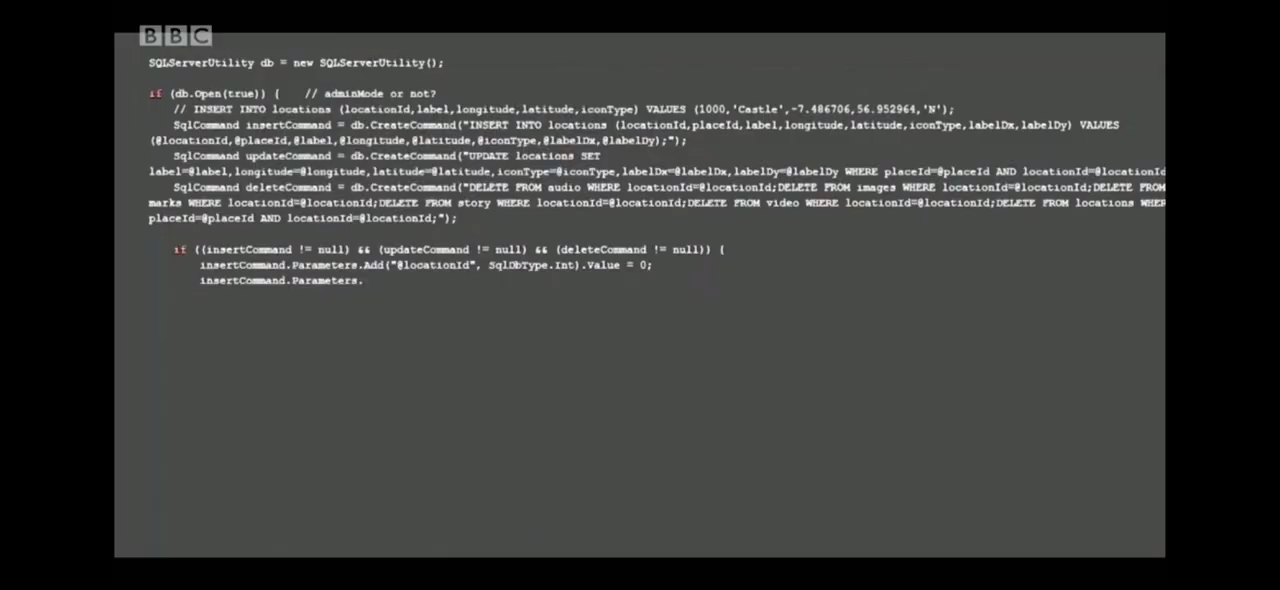 BBC
SQLServerUtility db = new SQLServerUtility();
if (db.Open(true)) {    // adminMode or not?
// INSERT INTO locations (locationId,label,longitude,latitude,iconType) VALUES (1000,'Castle',-7.486706,56.952964,'N');
SqlCommand insertCommand = db.CreateCommand("INSERT INTO locations (locationId,placeId,label,longitude,latitude,iconType,labelDx,labelDy) VALUES
(@locationId,@placeId,@label,@longitude,@latitude,@iconType,@labelDx,@labelDy);");
SqlCommand updateCommand = db.CreateCommand("UPDATE locations SET
label=@label,longitude=@longitude,latitude=@latitude,iconType=@iconType,labelDx=@labelDx,labelDy=@labelDy WHERE placeId=@placeId AND locationId=@locationId
SqlCommand deleteCommand = db.CreateCommand("DELETE FROM audio WHERE locationId=@locationId;DELETE FROM images WHERE locationId=@locationId;DELETE FROM
marks WHERE locationId=@locationId;DELETE FROM story WHERE locationId=@locationId;DELETE FROM video WHERE locationId=@locationId;DELETE FROM locations WHER
placeId=@placeId AND locationId=@locationId;");
if ((insertCommand != null) && (updateCommand != null) && (deleteCommand != null)) {
insertCommand.Parameters.Add("@locationId", SqlDbType.Int).Value = 0;
insertCommand.Parameters.